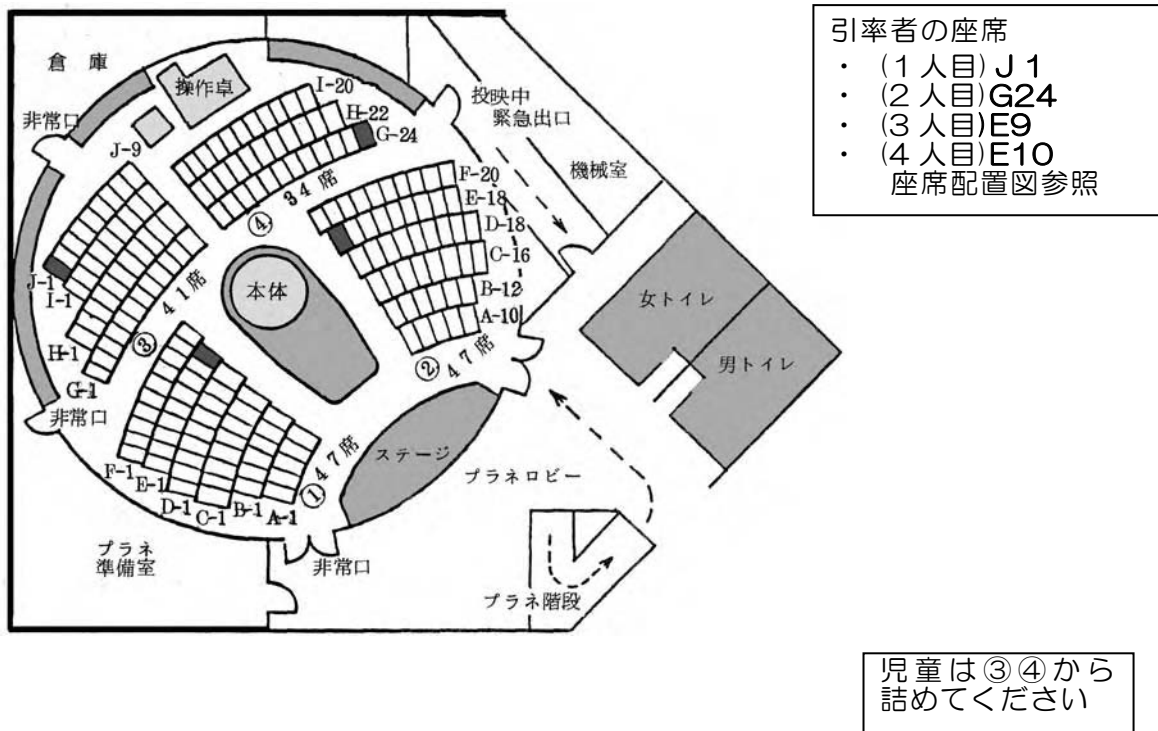 引率者の座席
・ (1人目) J 1
・ (2人目) G24
・ (3人目) E9
・ (4人目) E10
座席配置図参照
倉 庫
操作卓
非常口
I-20
H-22
G-24
投映中
緊急出口
機械室
J-9
④ 34席
F-20
E-18
D-18
C-16
B-12
A-10
本体
女トイレ
男トイレ
J-1
I-1
H-1
G-1
③ 41席
② 47席
非常口
ステージ
プラネロビー
F-1
E-1
D-1
C-1
B-1
A-1
① 47席
プラネ
準備室
非常口
プラネ階段
児童は③④から
詰めてください